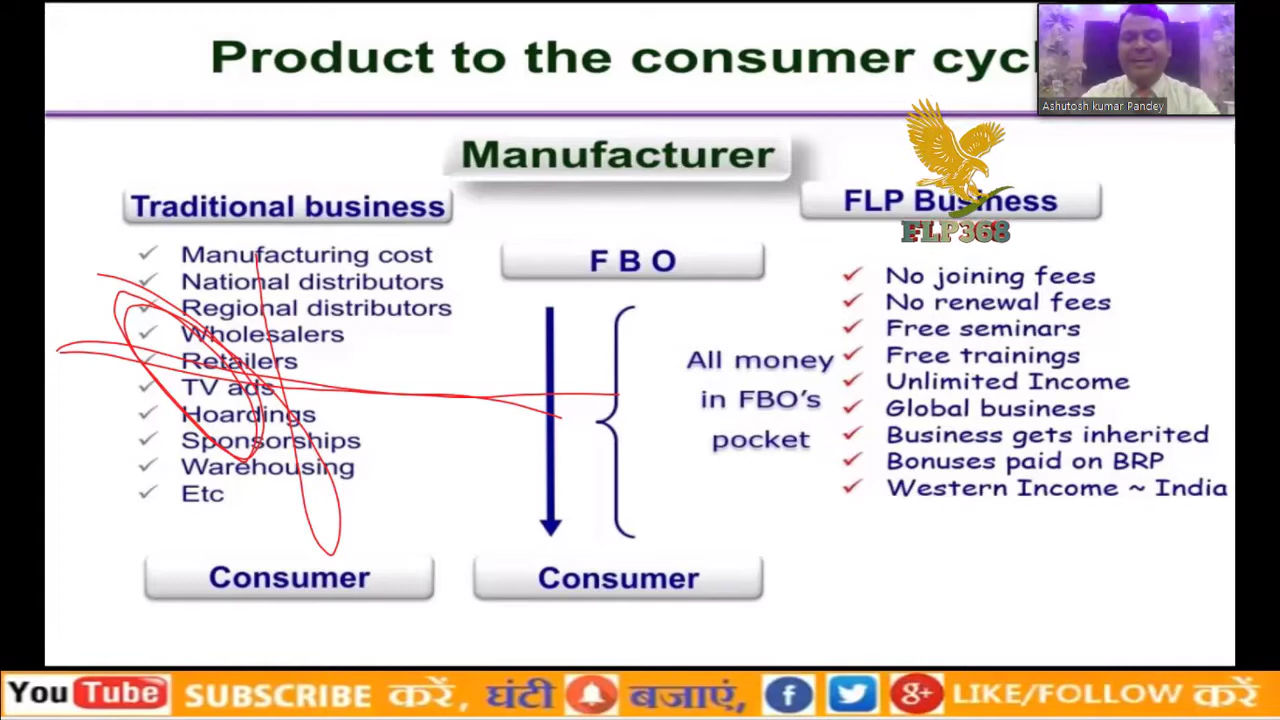 Product to the consumer cyc
Ashutosh kumar Pandey
Manufacturer
Traditional business
Manufacturing cost
National distributors
Regional distributors
Wholesalers
Retailers
TV ads
Hoardings
Sponsorships
Warehousing
Etc
Consumer
F B O
All money
in FBO's
pocket
Consumer
FLP Business
FLP368
No joining fees
No renewal fees
Free seminars
Free trainings
Unlimited Income
Global business
Business gets inherited
Bonuses paid on BRP
Western Income ~ India
YouTube SUBSCRIBE करें, घंटी बजाएं, f g+ LIKE/FOLLOW करें